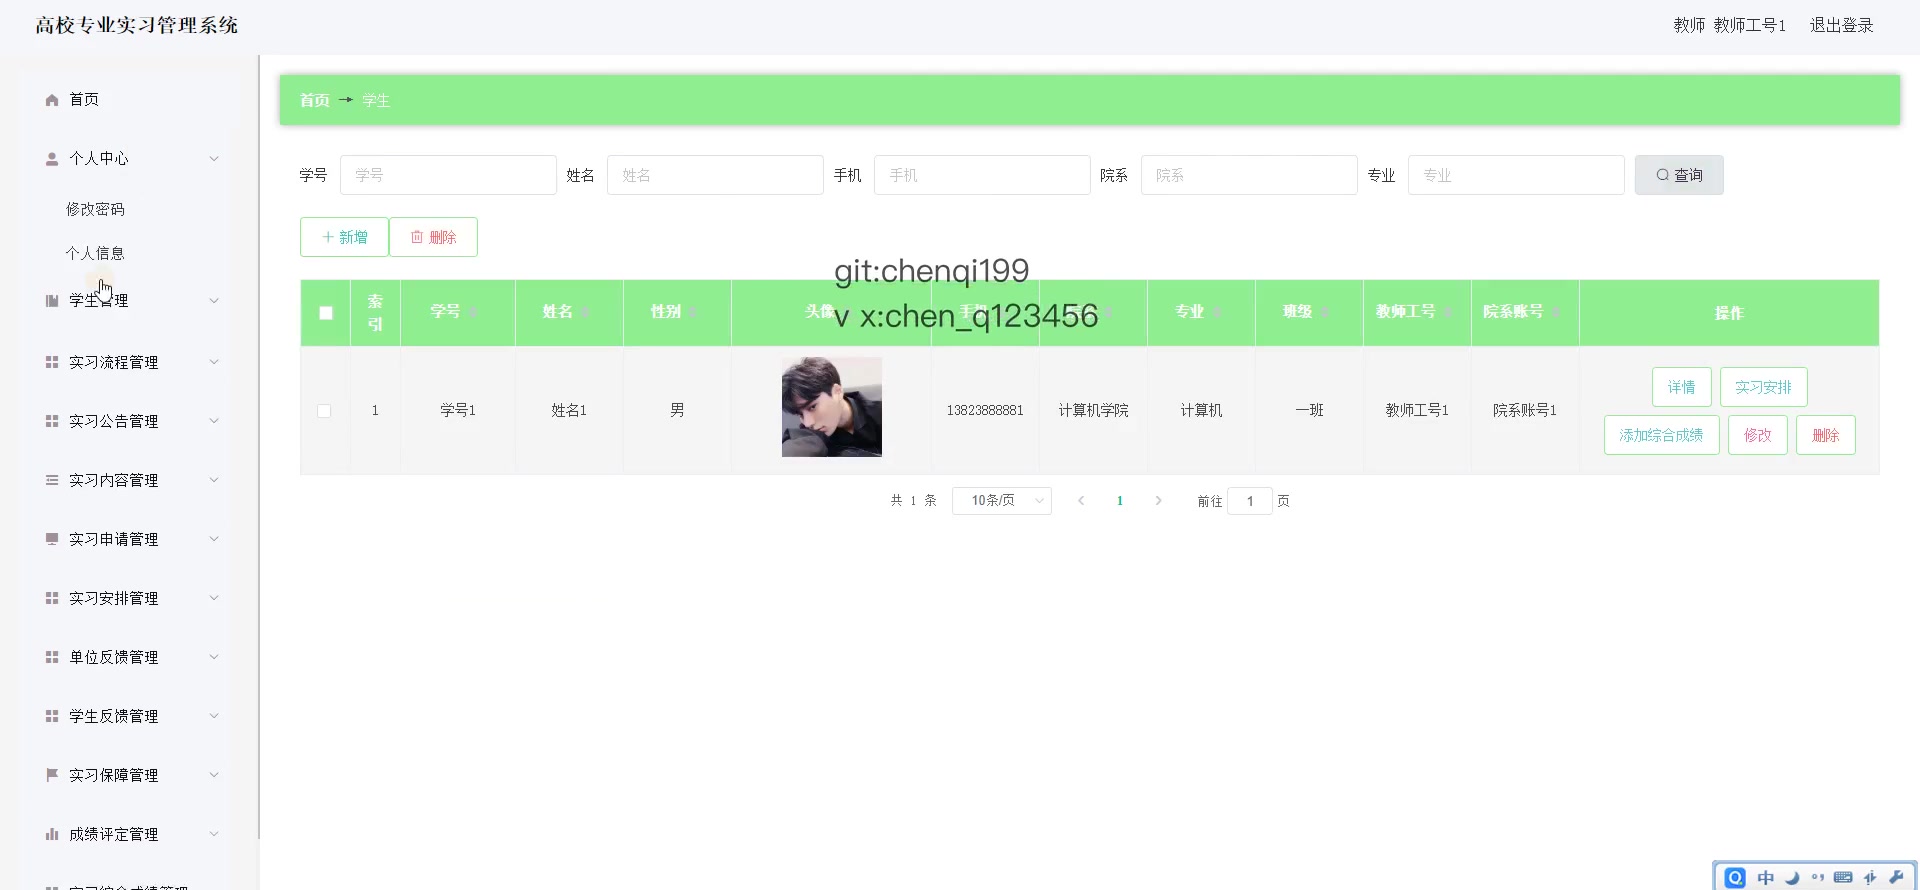 高校专业实习管理系统
教师 教师工号1 退出登录
首页
个人中心
修改密码
个人信息
学生管理
实习流程管理
实习公告管理
实习内容管理
实习申请管理
实习安排管理
单位反馈管理
学生反馈管理
实习保障管理
成绩评定管理
首页 → 学生
学号 学号 姓名 姓名 手机 手机 院系 院系 专业 专业 查询
+ 新增 删除
git:chenqi199
v x:chen_q123456
索引 学号 姓名 性别 头像 专业 班级 教师工号 院系账号 操作
1 学号1 姓名1 男 13823888881 计算机学院 计算机 一班 教师工号1 院系账号1
详情 实习安排
添加综合成绩 修改 删除
共 1 条 10条/页 < 1 > 前往 1 页
中